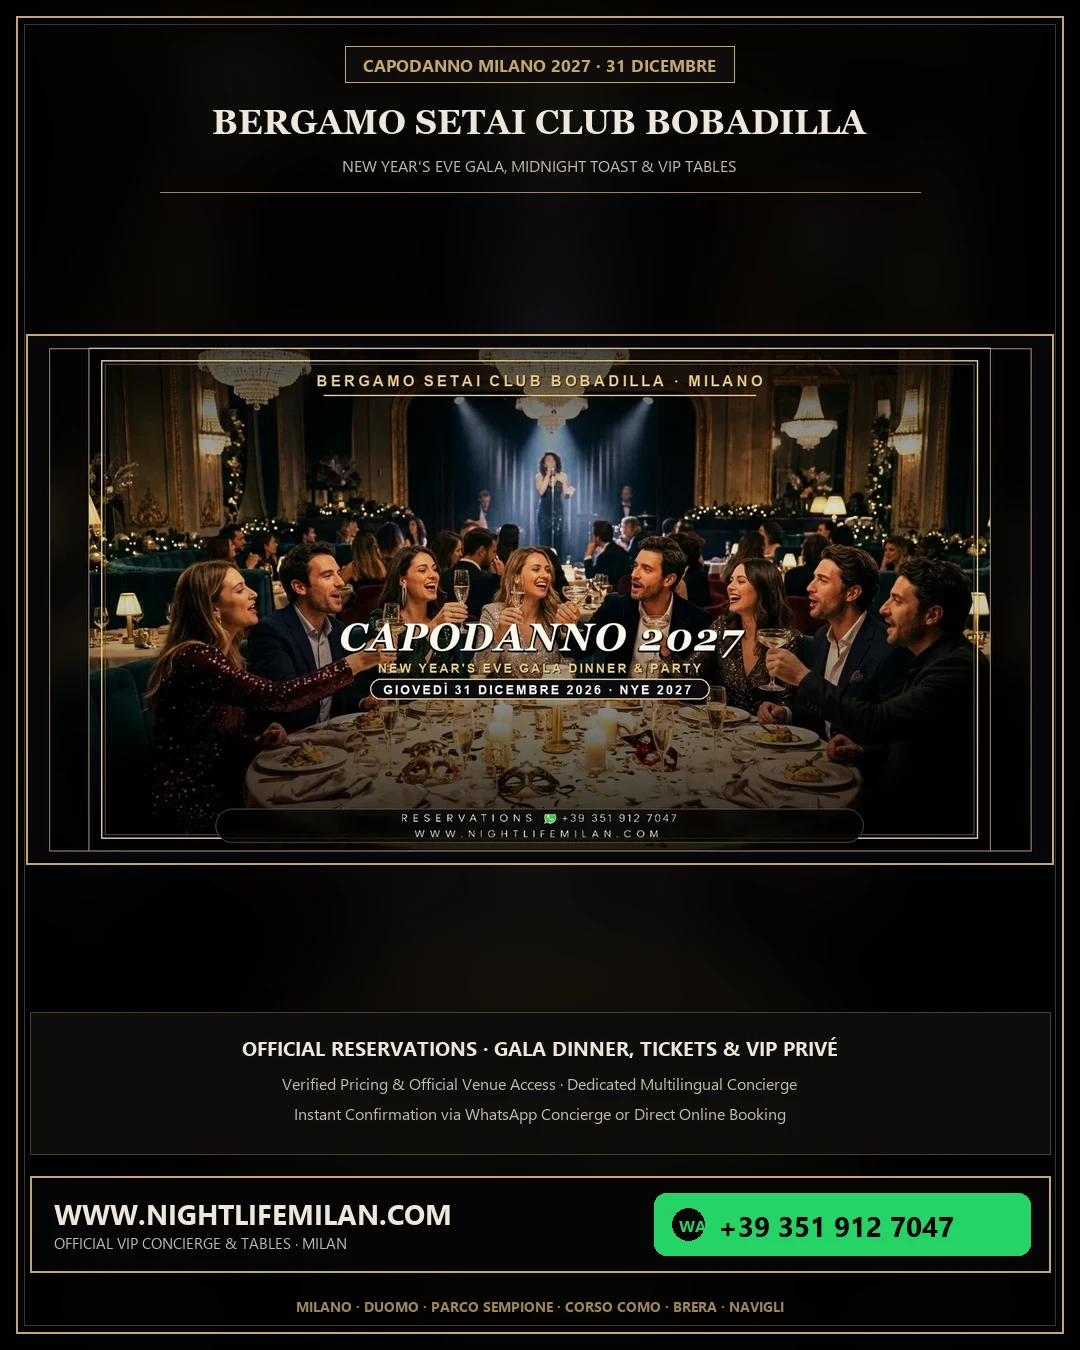 CAPODANNO MILANO 2027 · 31 DICEMBRE
BERGAMO SETAI CLUB BOBADILLA
NEW YEAR'S EVE GALA, MIDNIGHT TOAST & VIP TABLES
BERGAMO SETAI CLUB BOBADILLA · MILANO
CAPODANNO 2027
NEW YEAR'S EVE GALA DINNER & PARTY
GIOVEDÌ 31 DICEMBRE 2026 · NYE 2027
RESERVATIONS +39 351 912 7047
WWW.NIGHTLIFEMILAN.COM
OFFICIAL RESERVATIONS · GALA DINNER, TICKETS & VIP PRIVÉ
Verified Pricing & Official Venue Access · Dedicated Multilingual Concierge
Instant Confirmation via WhatsApp Concierge or Direct Online Booking
WWW.NIGHTLIFEMILAN.COM
OFFICIAL VIP CONCIERGE & TABLES · MILAN
WA +39 351 912 7047
MILANO · DUOMO · PARCO SEMPIONE · CORSO COMO · BRERA · NAVIGLI